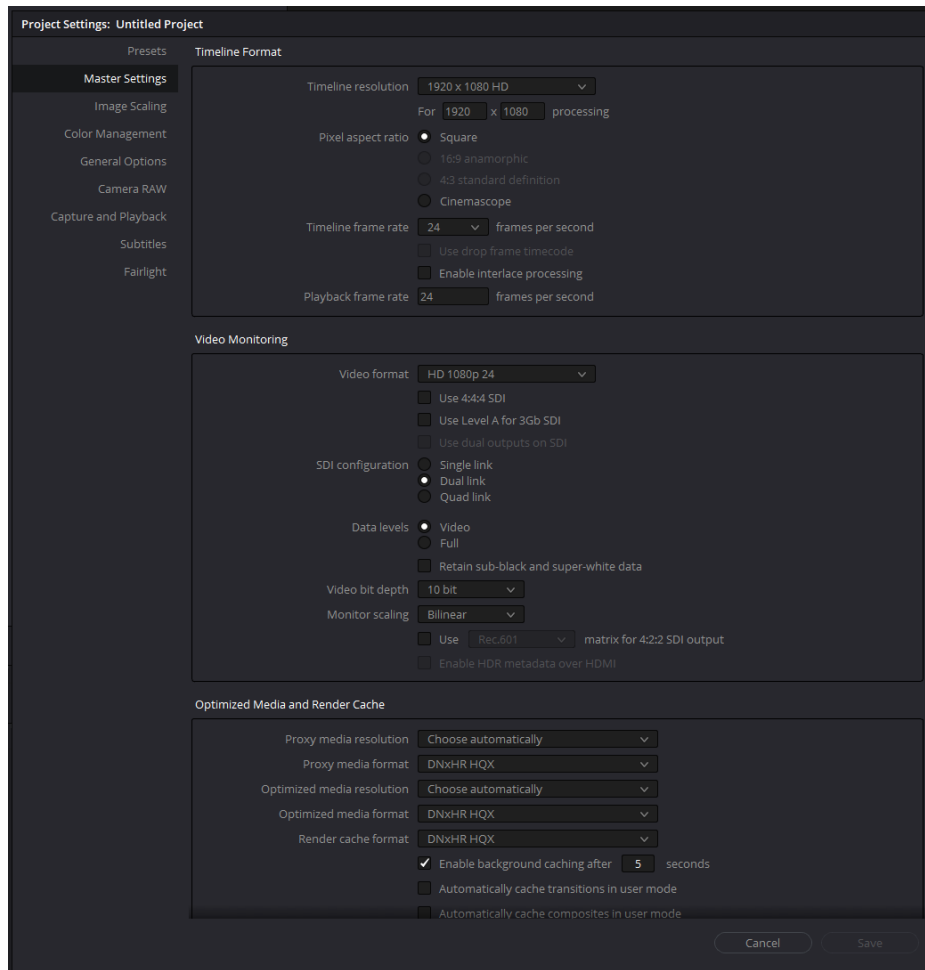 Project Settings: Untitled Project
Presets
Master Settings
Image Scaling
Color Management
General Options
Camera RAW
Capture and Playback
Subtitles
Fairlight
Timeline Format
Timeline resolution 1920 x 1080 HD
For 1920 x 1080 processing
Pixel aspect ratio Square
16:9 anamorphic
4:3 standard definition
Cinemascope
Timeline frame rate 24 frames per second
Use drop frame timecode
Enable interlace processing
Playback frame rate 24 frames per second
Video Monitoring
Video format HD 1080p 24
Use 4:4:4 SDI
Use Level A for 3Gb SDI
Use dual outputs on SDI
SDI configuration Single link
Dual link
Quad link
Data levels Video
Full
Retain sub-black and super-white data
Video bit depth 10 bit
Monitor scaling Bilinear
Use Rec.601 matrix for 4:2:2 SDI output
Enable HDR metadata over HDMI
Optimized Media and Render Cache
Proxy media resolution Choose automatically
Proxy media format DNxHR HQX
Optimized media resolution Choose automatically
Optimized media format DNxHR HQX
Render cache format DNxHR HQX
Enable background caching after 5 seconds
Automatically cache transitions in user mode
Automatically cache composites in user mode
Cancel Save